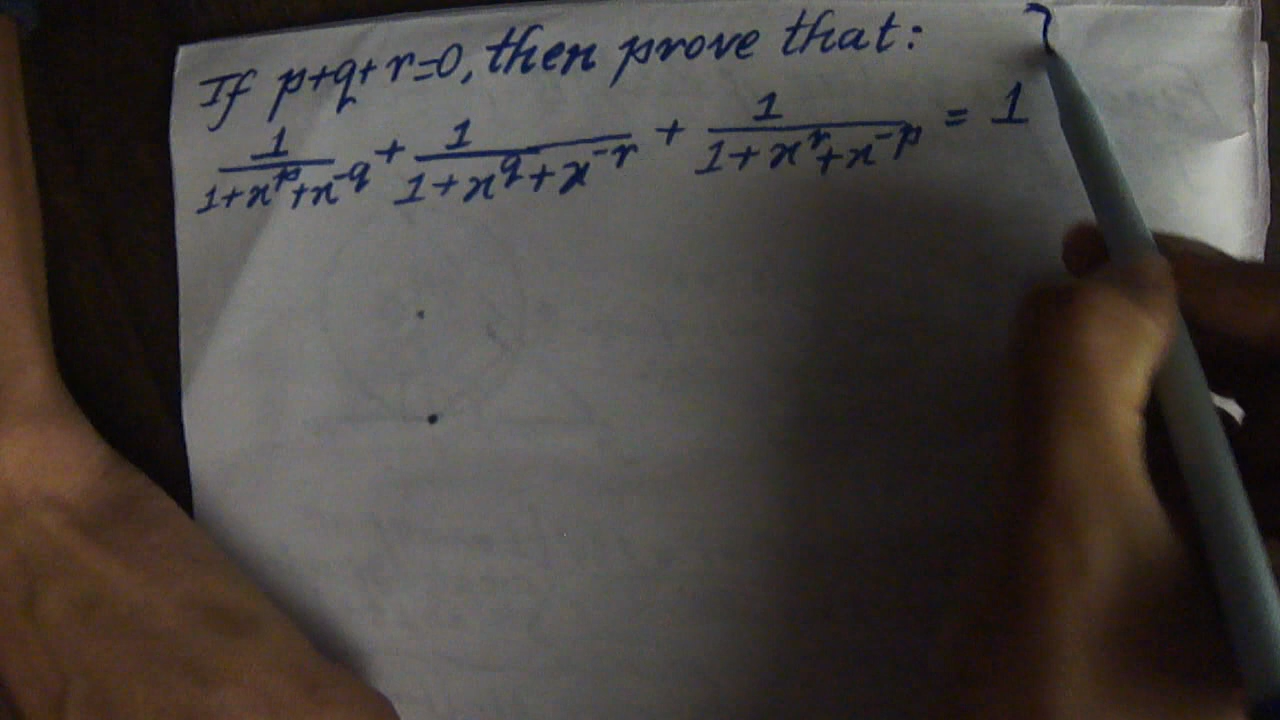 If p+q+r=0, then prove that:
1/(1+x^p+x^-q) + 1/(1+x^q+x^-r) + 1/(1+x^r+x^-p) = 1